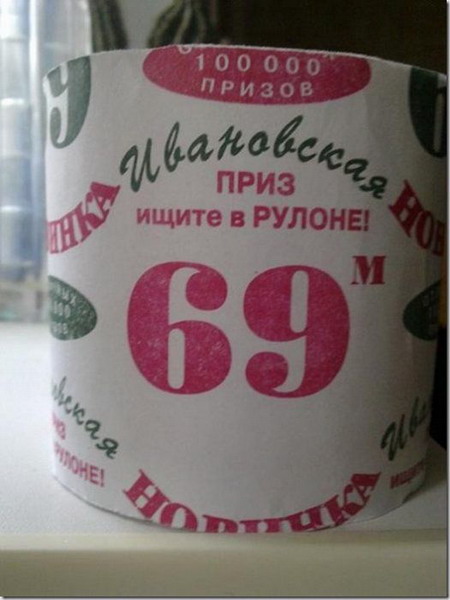 100 000
ПРИЗОВ
Ивановская
ПРИЗ
ищите в РУЛОНЕ!
69 м
НОВИНКА